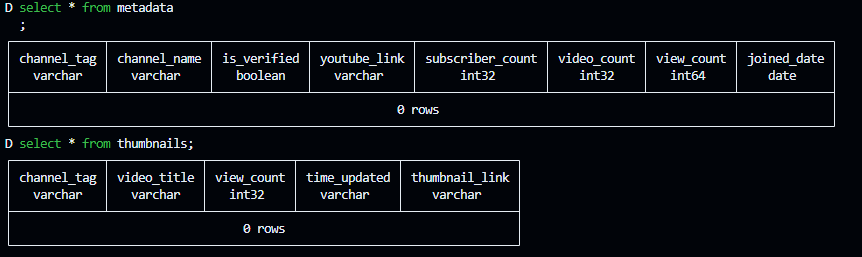 D select * from metadata
;
channel_tag channel_name is_verified youtube_link subscriber_count video_count view_count joined_date
varchar varchar boolean varchar int32 int32 int64 date
0 rows
D select * from thumbnails;
channel_tag video_title view_count time_updated thumbnail_link
varchar varchar int32 varchar varchar
0 rows